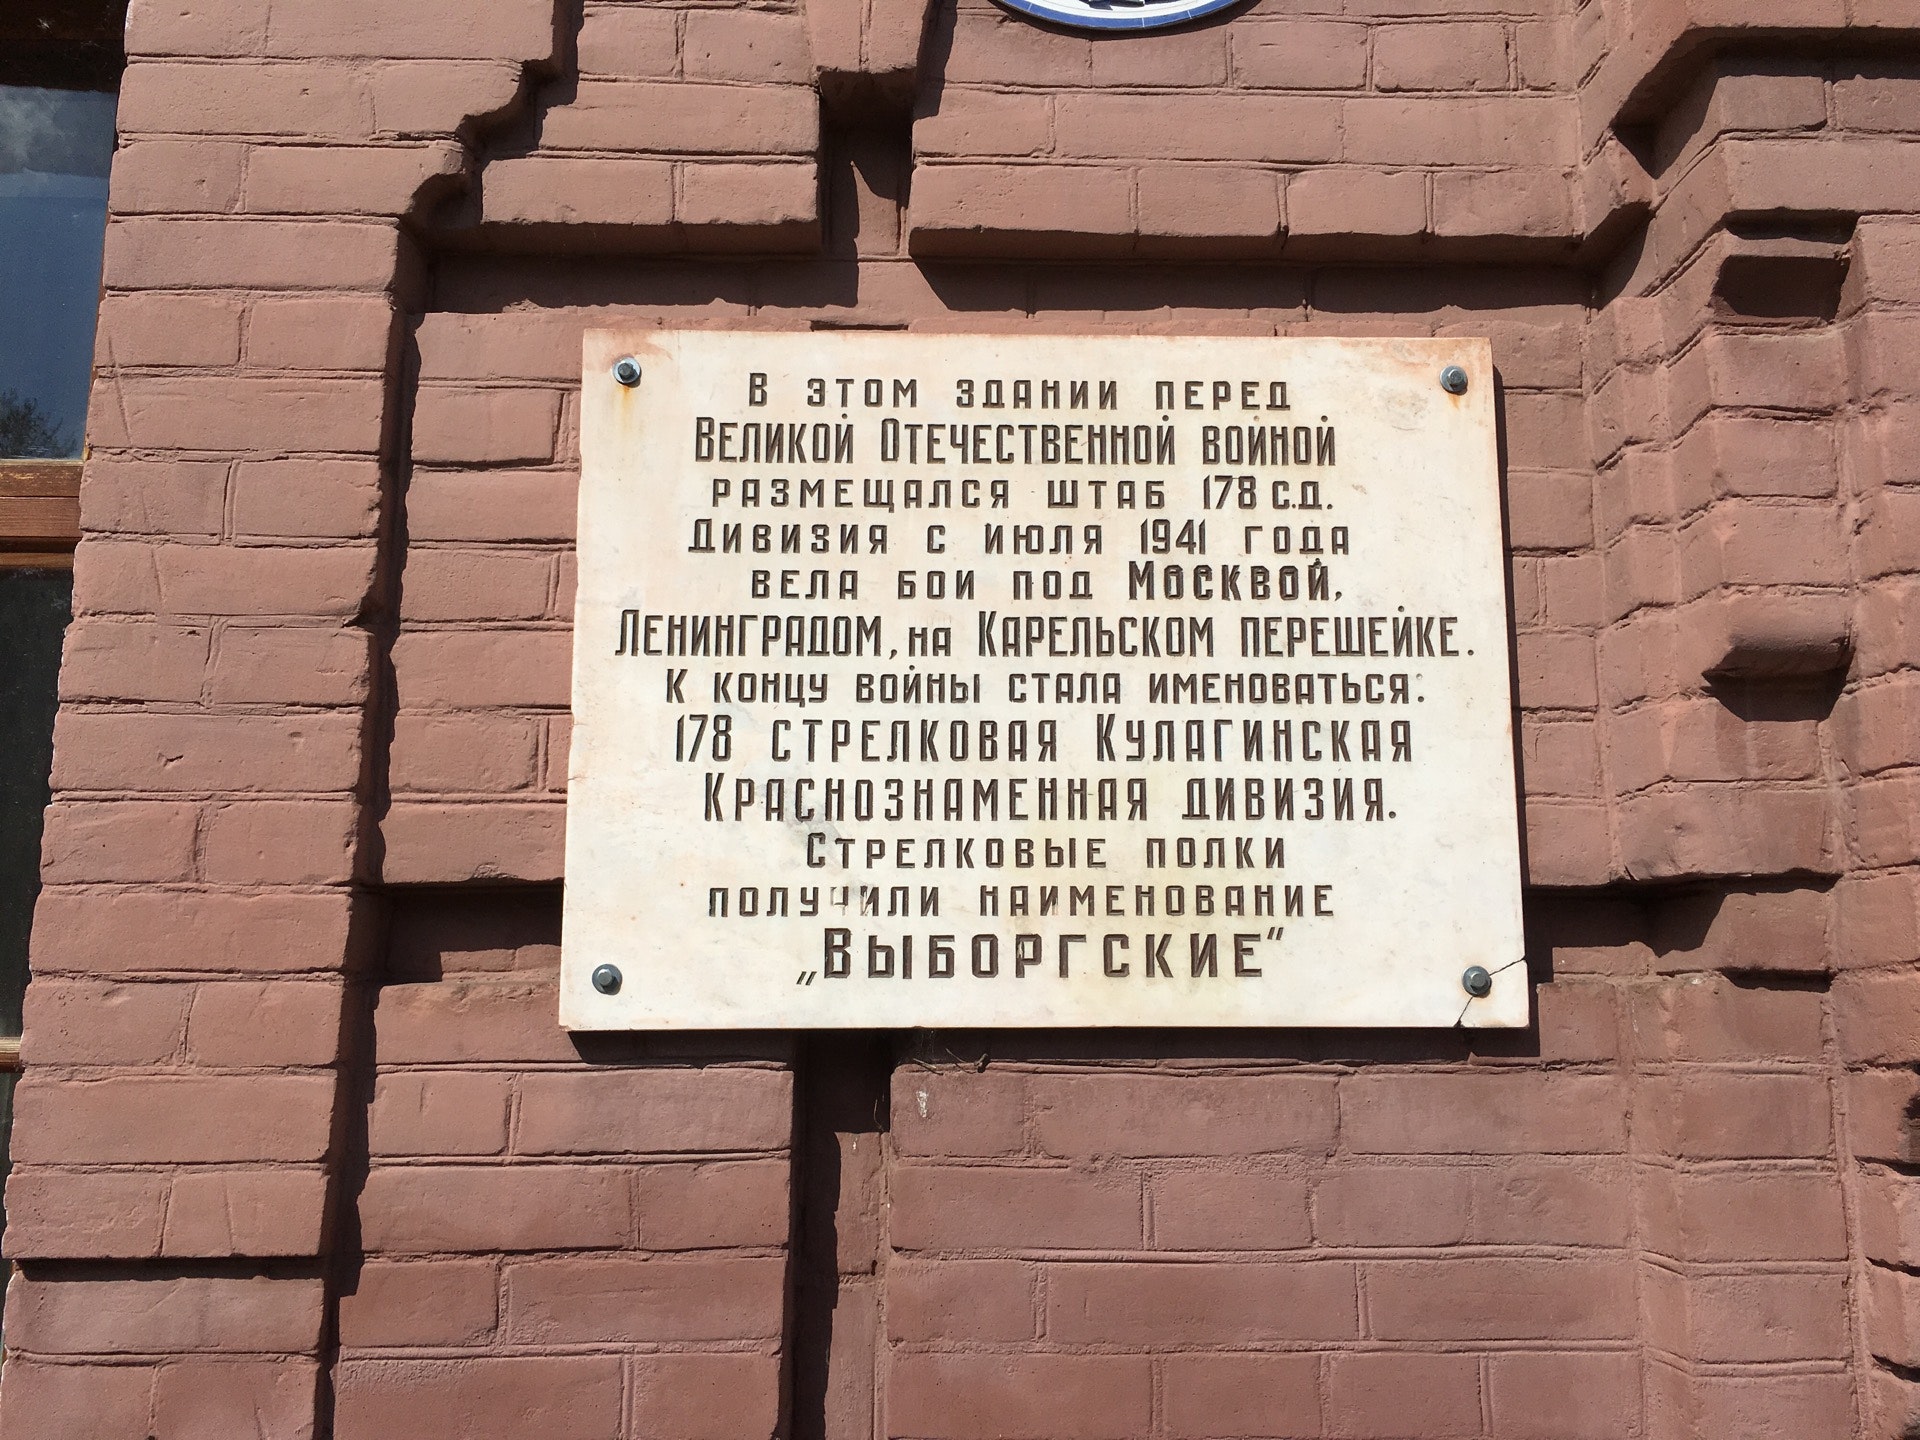 В ЭТОМ ЗДАНИИ ПЕРЕД
ВЕЛИКОЙ ОТЕЧЕСТВЕННОЙ ВОЙНОЙ
РАЗМЕЩАЛСЯ ШТАБ 178 С.Д.
ДИВИЗИЯ С ИЮЛЯ 1941 ГОДА
ВЕЛА БОИ ПОД МОСКВОЙ,
ЛЕНИНГРАДОМ, НА КАРЕЛЬСКОМ ПЕРЕШЕЙКЕ.
К КОНЦУ ВОЙНЫ СТАЛА ИМЕНОВАТЬСЯ:
178 СТРЕЛКОВАЯ КУЛАГИНСКАЯ
КРАСНОЗНАМЕННАЯ ДИВИЗИЯ.
СТРЕЛКОВЫЕ ПОЛКИ
ПОЛУЧИЛИ НАИМЕНОВАНИЕ
„ВЫБОРГСКИЕ“